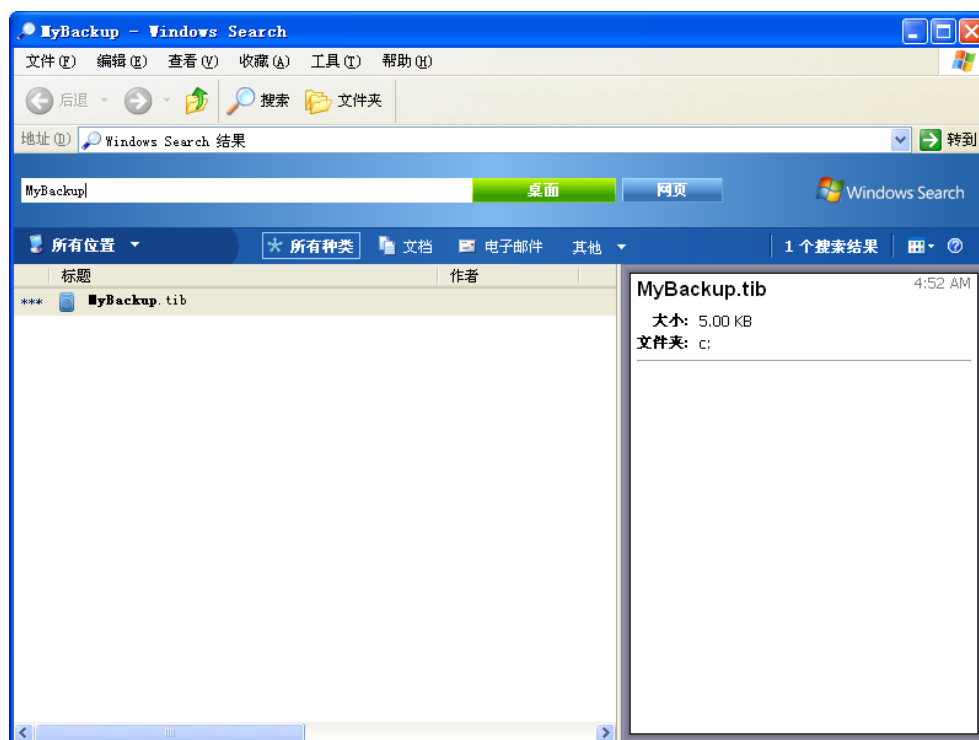 MyBackup - Windows Search
文件(F) 编辑(E) 查看(V) 收藏(A) 工具(T) 帮助(H)
后退 搜索 文件夹
地址(D) Windows Search 结果 转到
MyBackup 桌面 网页 Windows Search
所有位置 所有种类 文档 电子邮件 其他 1 个搜索结果
标题 作者
*** MyBackup.tib
MyBackup.tib 4:52 AM
大小: 5.00 KB
文件夹: c: